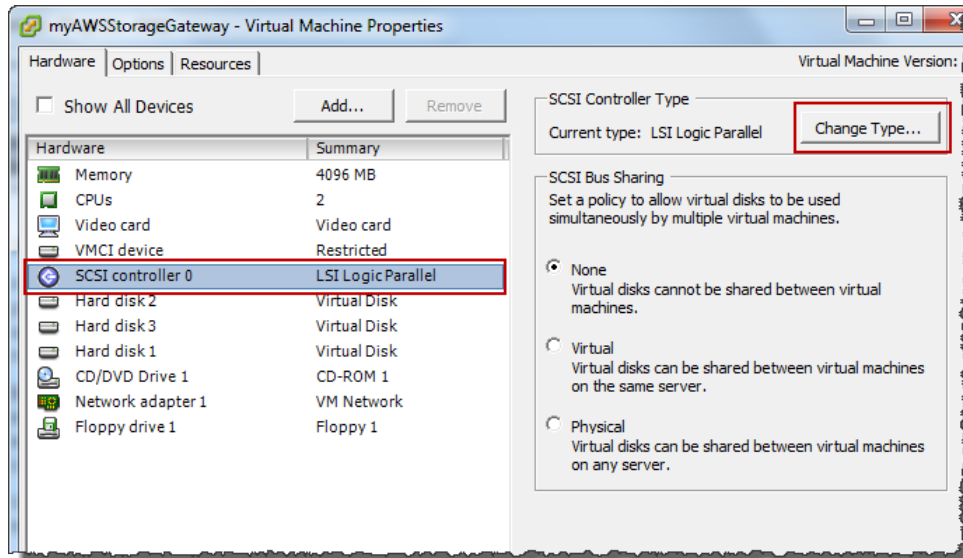 myAWSStorageGateway - Virtual Machine Properties
Hardware Options Resources
Virtual Machine Version:
Show All Devices
Add...
Remove
Hardware Summary
Memory 4096 MB
CPUs 2
Video card Video card
VMCI device Restricted
SCSI controller 0 LSI Logic Parallel
Hard disk 2 Virtual Disk
Hard disk 3 Virtual Disk
Hard disk 1 Virtual Disk
CD/DVD Drive 1 CD-ROM 1
Network adapter 1 VM Network
Floppy drive 1 Floppy 1
SCSI Controller Type
Current type: LSI Logic Parallel
Change Type...
SCSI Bus Sharing
Set a policy to allow virtual disks to be used
simultaneously by multiple virtual machines.
None
Virtual disks cannot be shared between virtual
machines.
Virtual
Virtual disks can be shared between virtual machines
on the same server.
Physical
Virtual disks can be shared between virtual machines
on any server.